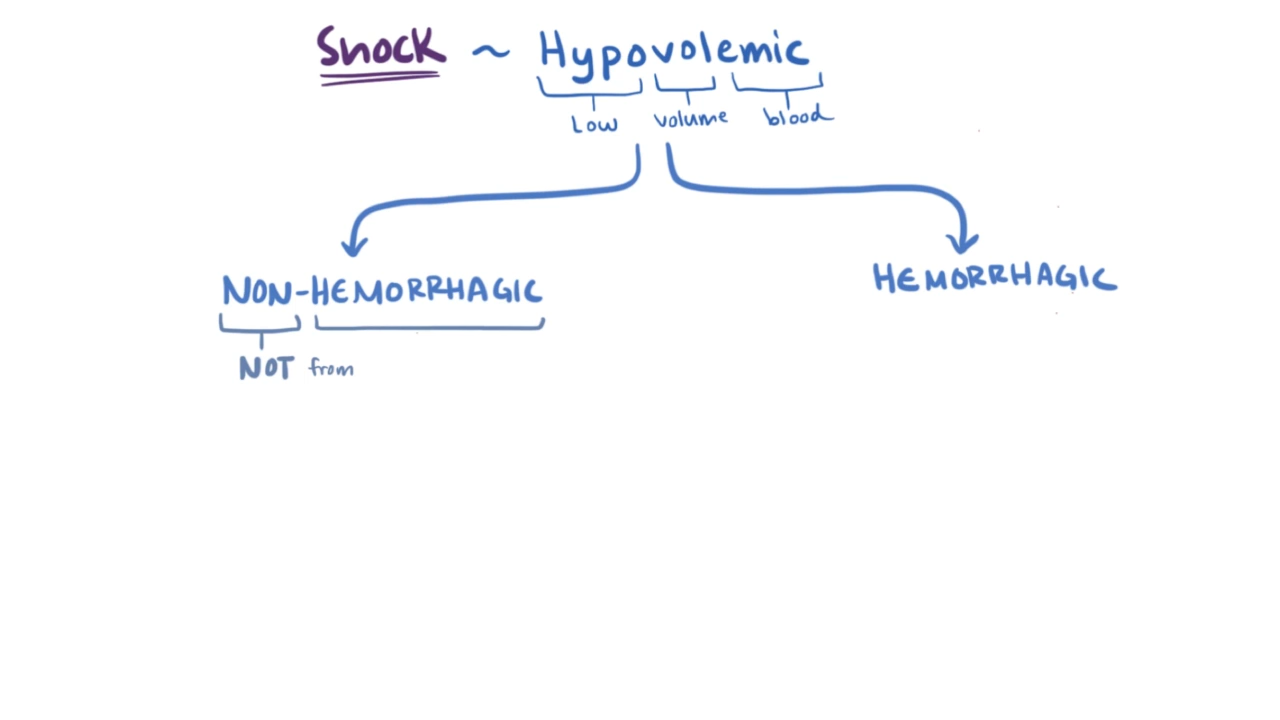 Shock ~ Hypovolemic
Low volume blood
NON-HEMORRHAGIC
HEMORRHAGIC
NOT from